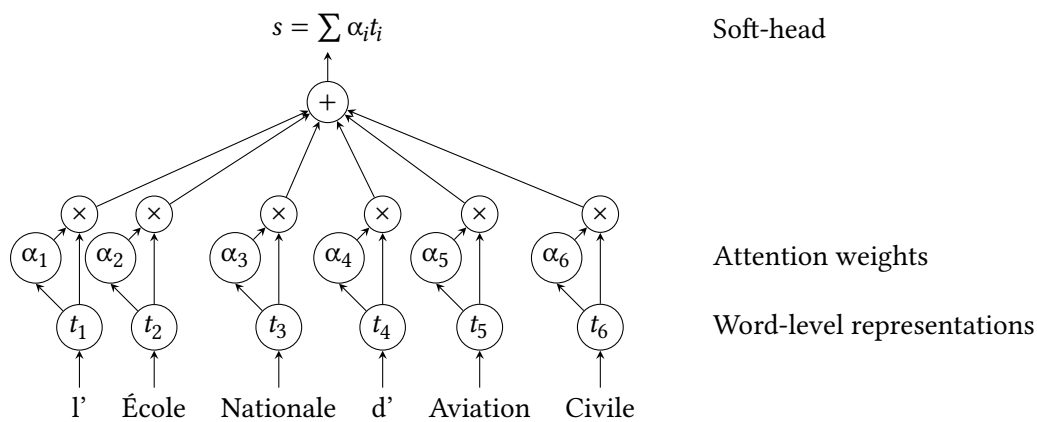 s = ∑ αᵢtᵢ Soft-head
+
× × × × × ×
α₁ α₂ α₃ α₄ α₅ α₆ Attention weights
t₁ t₂ t₃ t₄ t₅ t₆ Word-level representations
l’ École Nationale d’ Aviation Civile